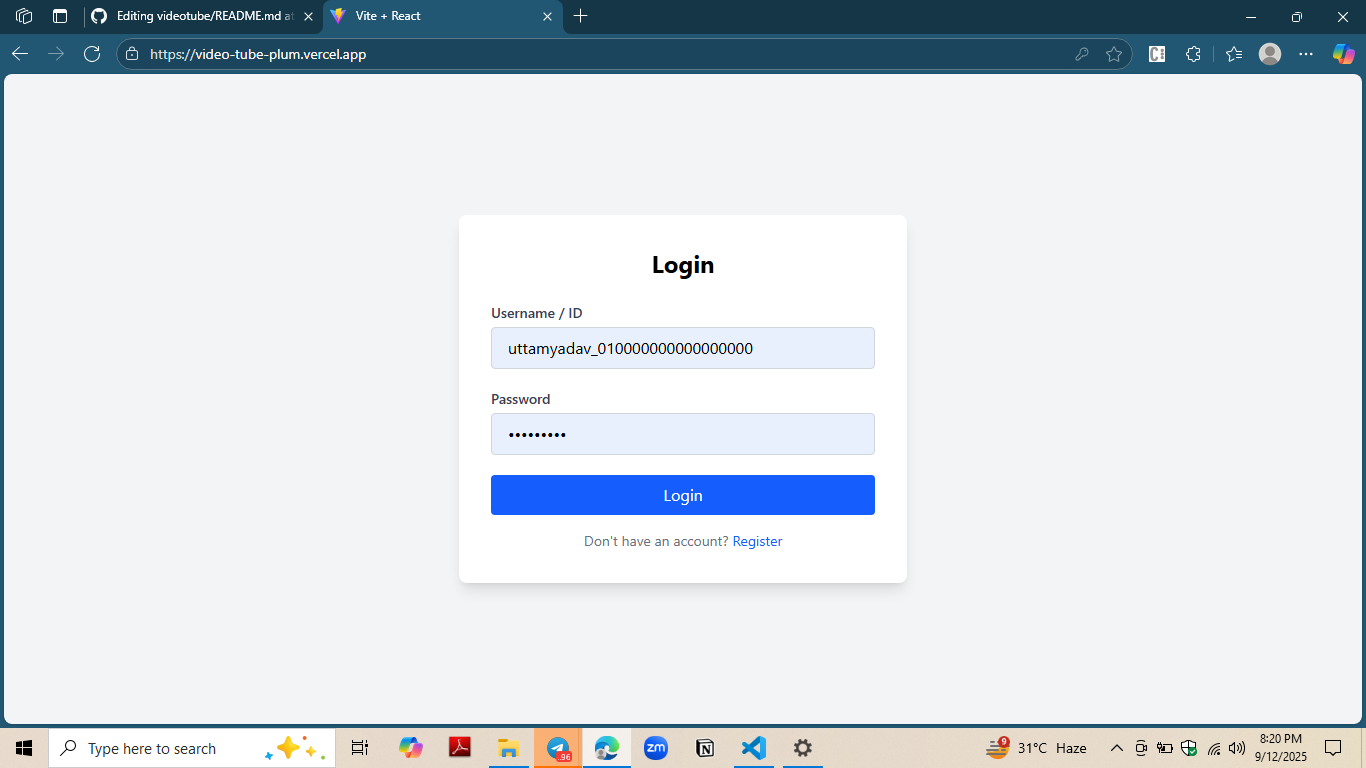 Editing videotube/README.md at
Vite + React
https://video-tube-plum.vercel.app
Login
Username / ID
uttamyadav_010000000000000000
Password
•••••••••
Login
Don't have an account? Register
Type here to search
96
zm
N
9
31°C Haze
8:20 PM
9/12/2025